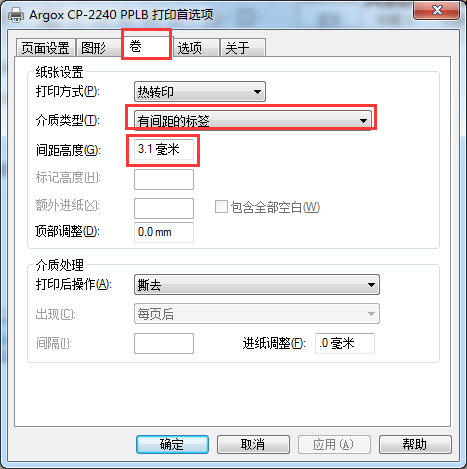 Argox CP-2240 PPLB 打印首选项
页面设置 图形 卷 选项 关于
纸张设置
打印方式(P): 热转印
介质类型(T): 有间距的标签
间距高度(G): 3.1 毫米
标记高度(H):
额外进纸(X): 包含全部空白(W)
顶部调整(D): 0.0 mm
介质处理
打印后操作(A): 撕去
出现(C): 每页后
间隔(I): 进纸调整(F): .0 毫米
确定 取消 应用(A) 帮助